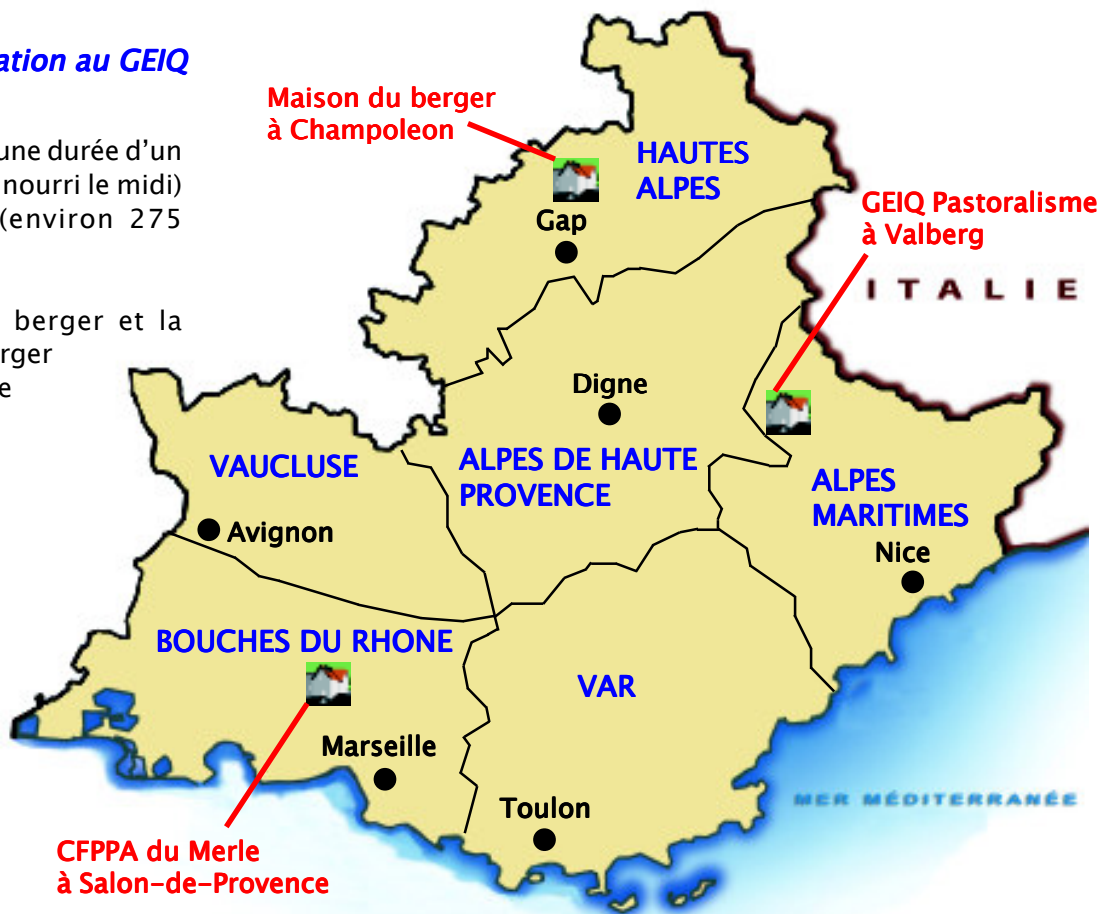 ation au GEIQ
une durée d'un
nourri le midi)
(environ 275
berger et la
rger
e
Maison du berger
à Champoleon
HAUTES
ALPES
Gap
GEIQ Pastoralisme
à Valberg
ITALIE
Digne
VAUCLUSE
ALPES DE HAUTE
PROVENCE
ALPES
MARITIMES
Avignon
Nice
BOUCHES DU RHONE
VAR
Marseille
MER MÉDITERRANÉE
Toulon
CFPPA du Merle
à Salon-de-Provence